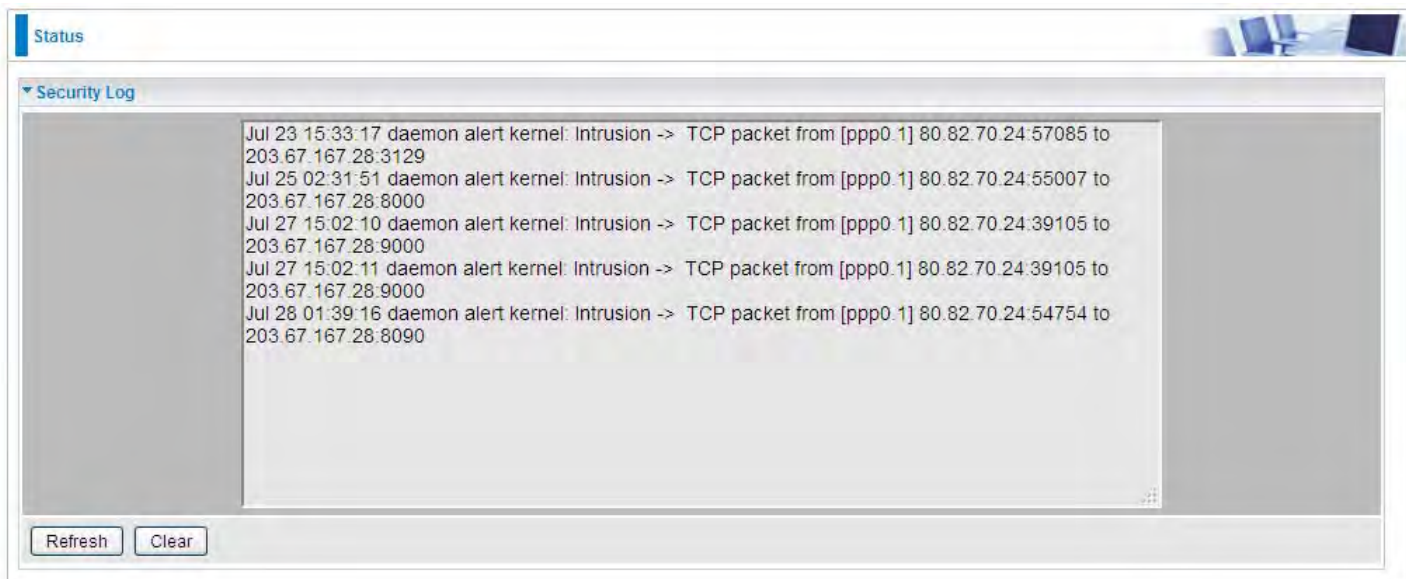 Status
Security Log
Jul 23 15:33:17 daemon alert kernel: Intrusion -> TCP packet from [ppp0.1] 80.82.70.24:57085 to
203.67.167.28:3129
Jul 25 02:31:51 daemon alert kernel: Intrusion -> TCP packet from [ppp0.1] 80.82.70.24:55007 to
203.67.167.28:8000
Jul 27 15:02:10 daemon alert kernel: Intrusion -> TCP packet from [ppp0.1] 80.82.70.24:39105 to
203.67.167.28:9000
Jul 27 15:02:11 daemon alert kernel: Intrusion -> TCP packet from [ppp0.1] 80.82.70.24:39105 to
203.67.167.28:9000
Jul 28 01:39:16 daemon alert kernel: Intrusion -> TCP packet from [ppp0.1] 80.82.70.24:54754 to
203.67.167.28:8090
Refresh Clear